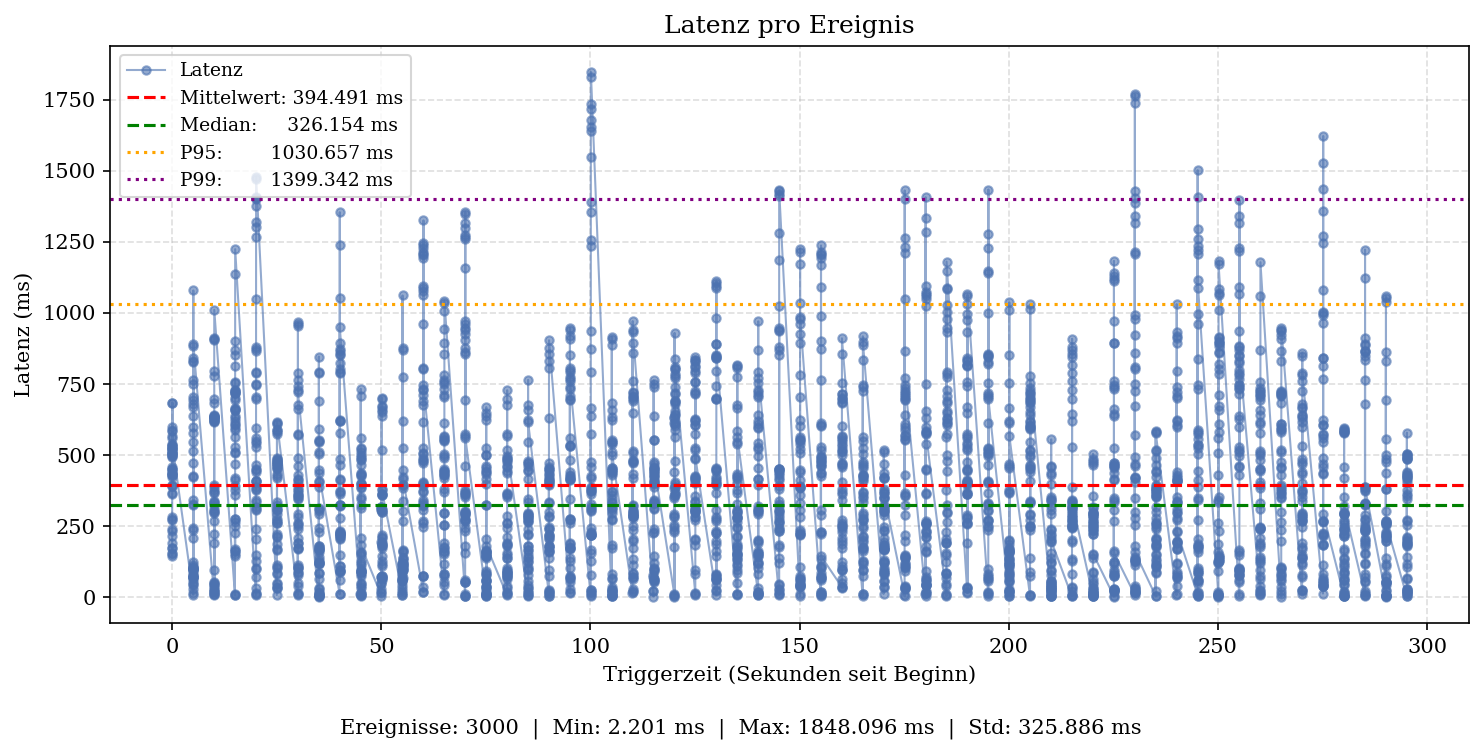 Latenz pro Ereignis
Latenz
Mittelwert: 394.491 ms
Median: 326.154 ms
P95: 1030.657 ms
P99: 1399.342 ms
Latenz (ms)
1750
1500
1250
1000
750
500
250
0
0 50 100 150 200 250 300
Triggerzeit (Sekunden seit Beginn)
Ereignisse: 3000 | Min: 2.201 ms | Max: 1848.096 ms | Std: 325.886 ms